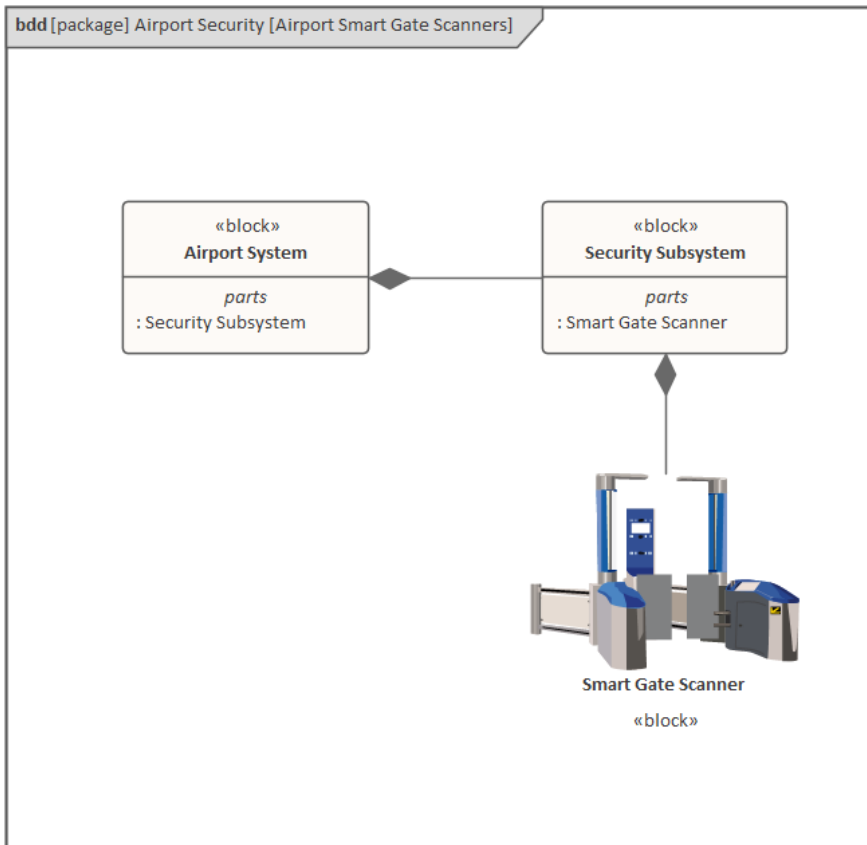 bdd [package] Airport Security [Airport Smart Gate Scanners]
«block»
Airport System
parts
: Security Subsystem
«block»
Security Subsystem
parts
: Smart Gate Scanner
Smart Gate Scanner
«block»